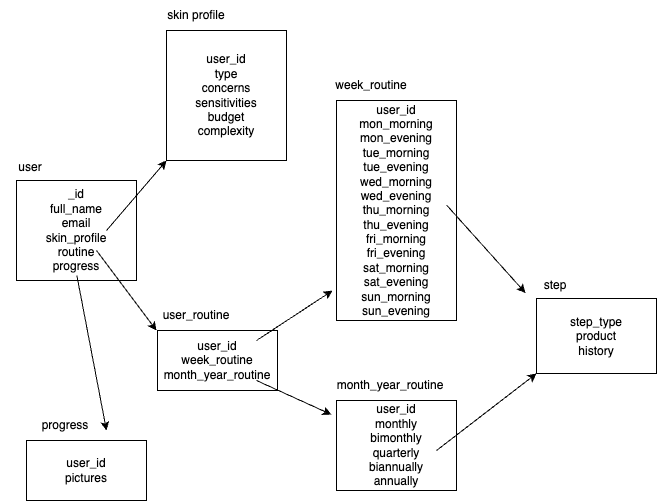 skin profile
user_id
type
concerns
sensitivities
budget
complexity
user
_id
full_name
email
skin_profile
routine
progress
week_routine
user_id
mon_morning
mon_evening
tue_morning
tue_evening
wed_morning
wed_evening
thu_morning
thu_evening
fri_morning
fri_evening
sat_morning
sat_evening
sun_morning
sun_evening
user_routine
user_id
week_routine
month_year_routine
step
step_type
product
history
month_year_routine
user_id
monthly
bimonthly
quarterly
biannually
annually
progress
user_id
pictures